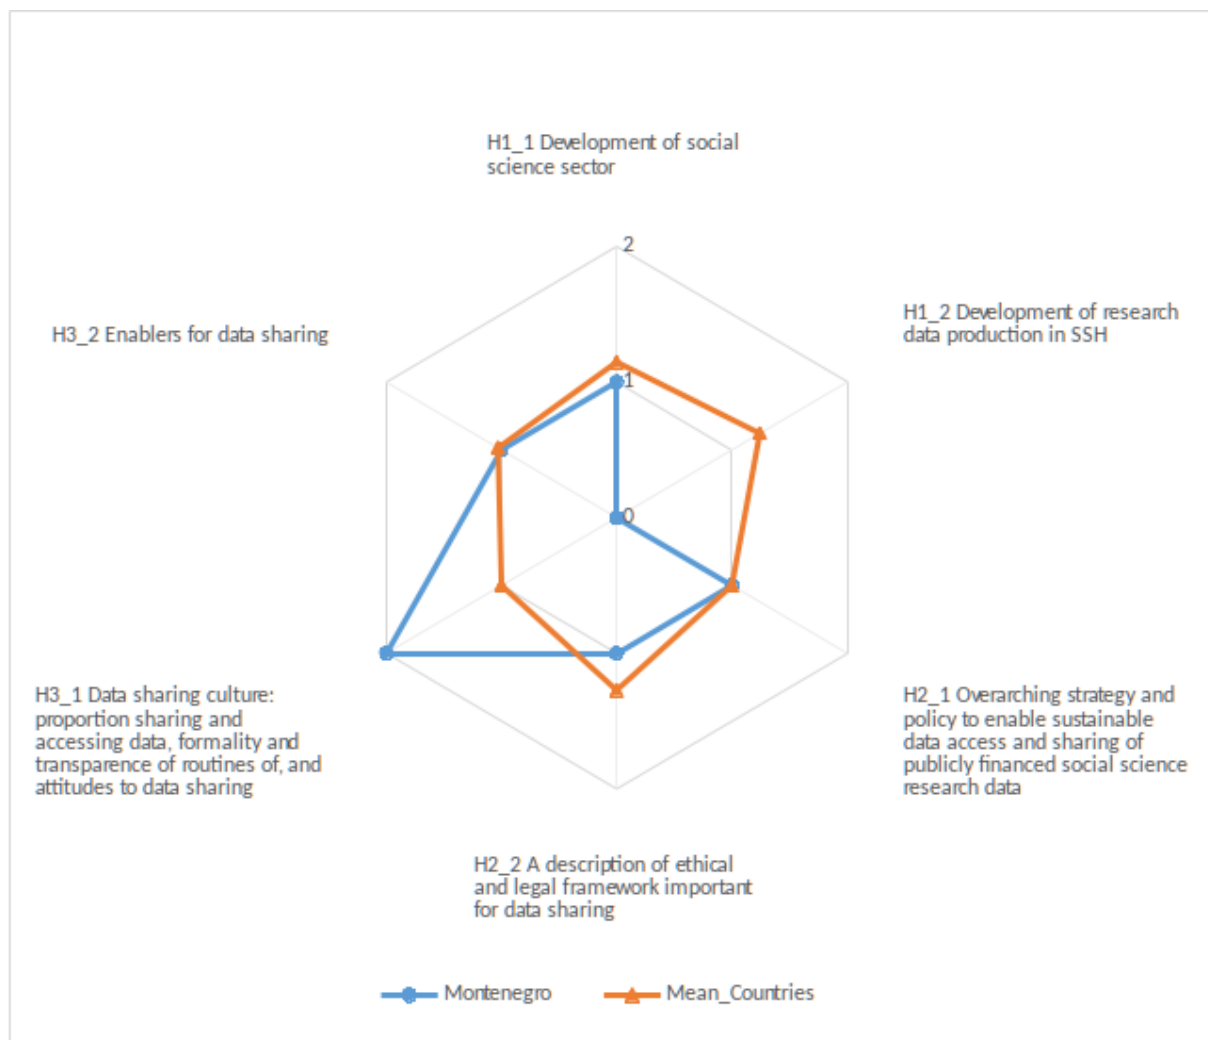 H1_1 Development of social
science sector
2
H1_2 Development of research
data production in SSH
H3_2 Enablers for data sharing
1
0
H3_1 Data sharing culture:
proportion sharing and
accessing data, formality and
transparence of routines of, and
attitudes to data sharing
H2_1 Overarching strategy and
policy to enable sustainable
data access and sharing of
publicly financed social science
research data
H2_2 A description of ethical
and legal framework important
for data sharing
Montenegro
Mean_Countries